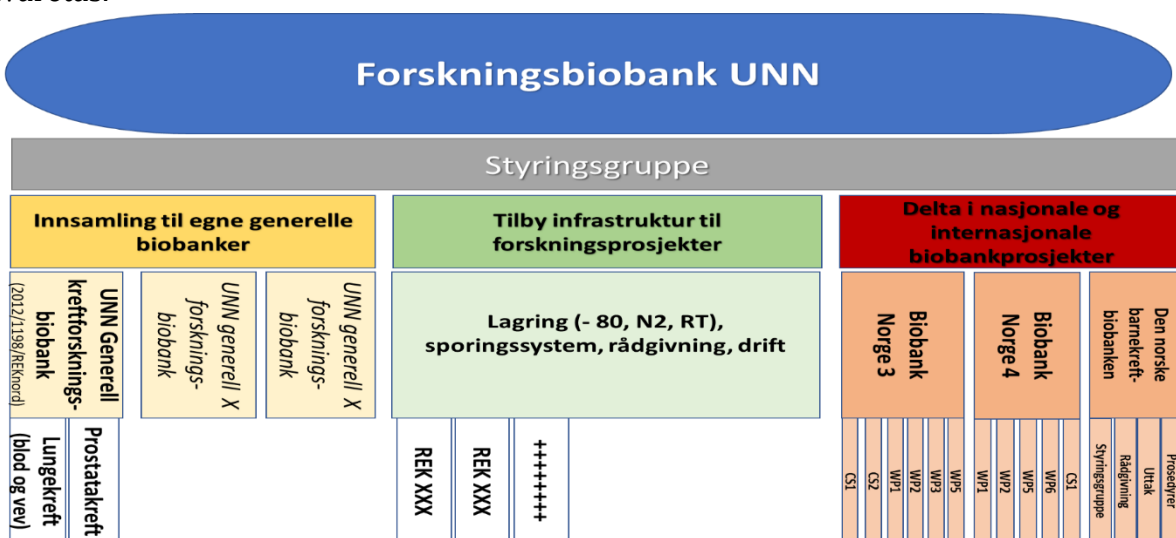 Forskningsbiobank UNN
Styringsgruppe
Innsamling til egne generelle
biobanker
Tilby infrastruktur til
forskningsprosjekter
Delta i nasjonale og
internasjonale
biobankprosjekter
UNN Generell
kreftforsknings-
biobank
(2012/1198/REKnord)
UNN generell X
forsknings-
biobank
UNN generell X
forsknings-
biobank
Lagring (- 80, N2, RT),
sporingssystem, rådgivning, drift
Biobank
Norge 3
Biobank
Norge 4
Den norske
barnekreft-
biobanken
Lungekreft
(blod og vev)
Prostatakreft
REK XXX
REK XXX
++++++++
CS1
CS2
WP1
WP2
WP3
WP5
WP1
WP2
WP5
WP6
CS1
Styringsgruppe
Rådgivning
Uttak
Prosedyrer